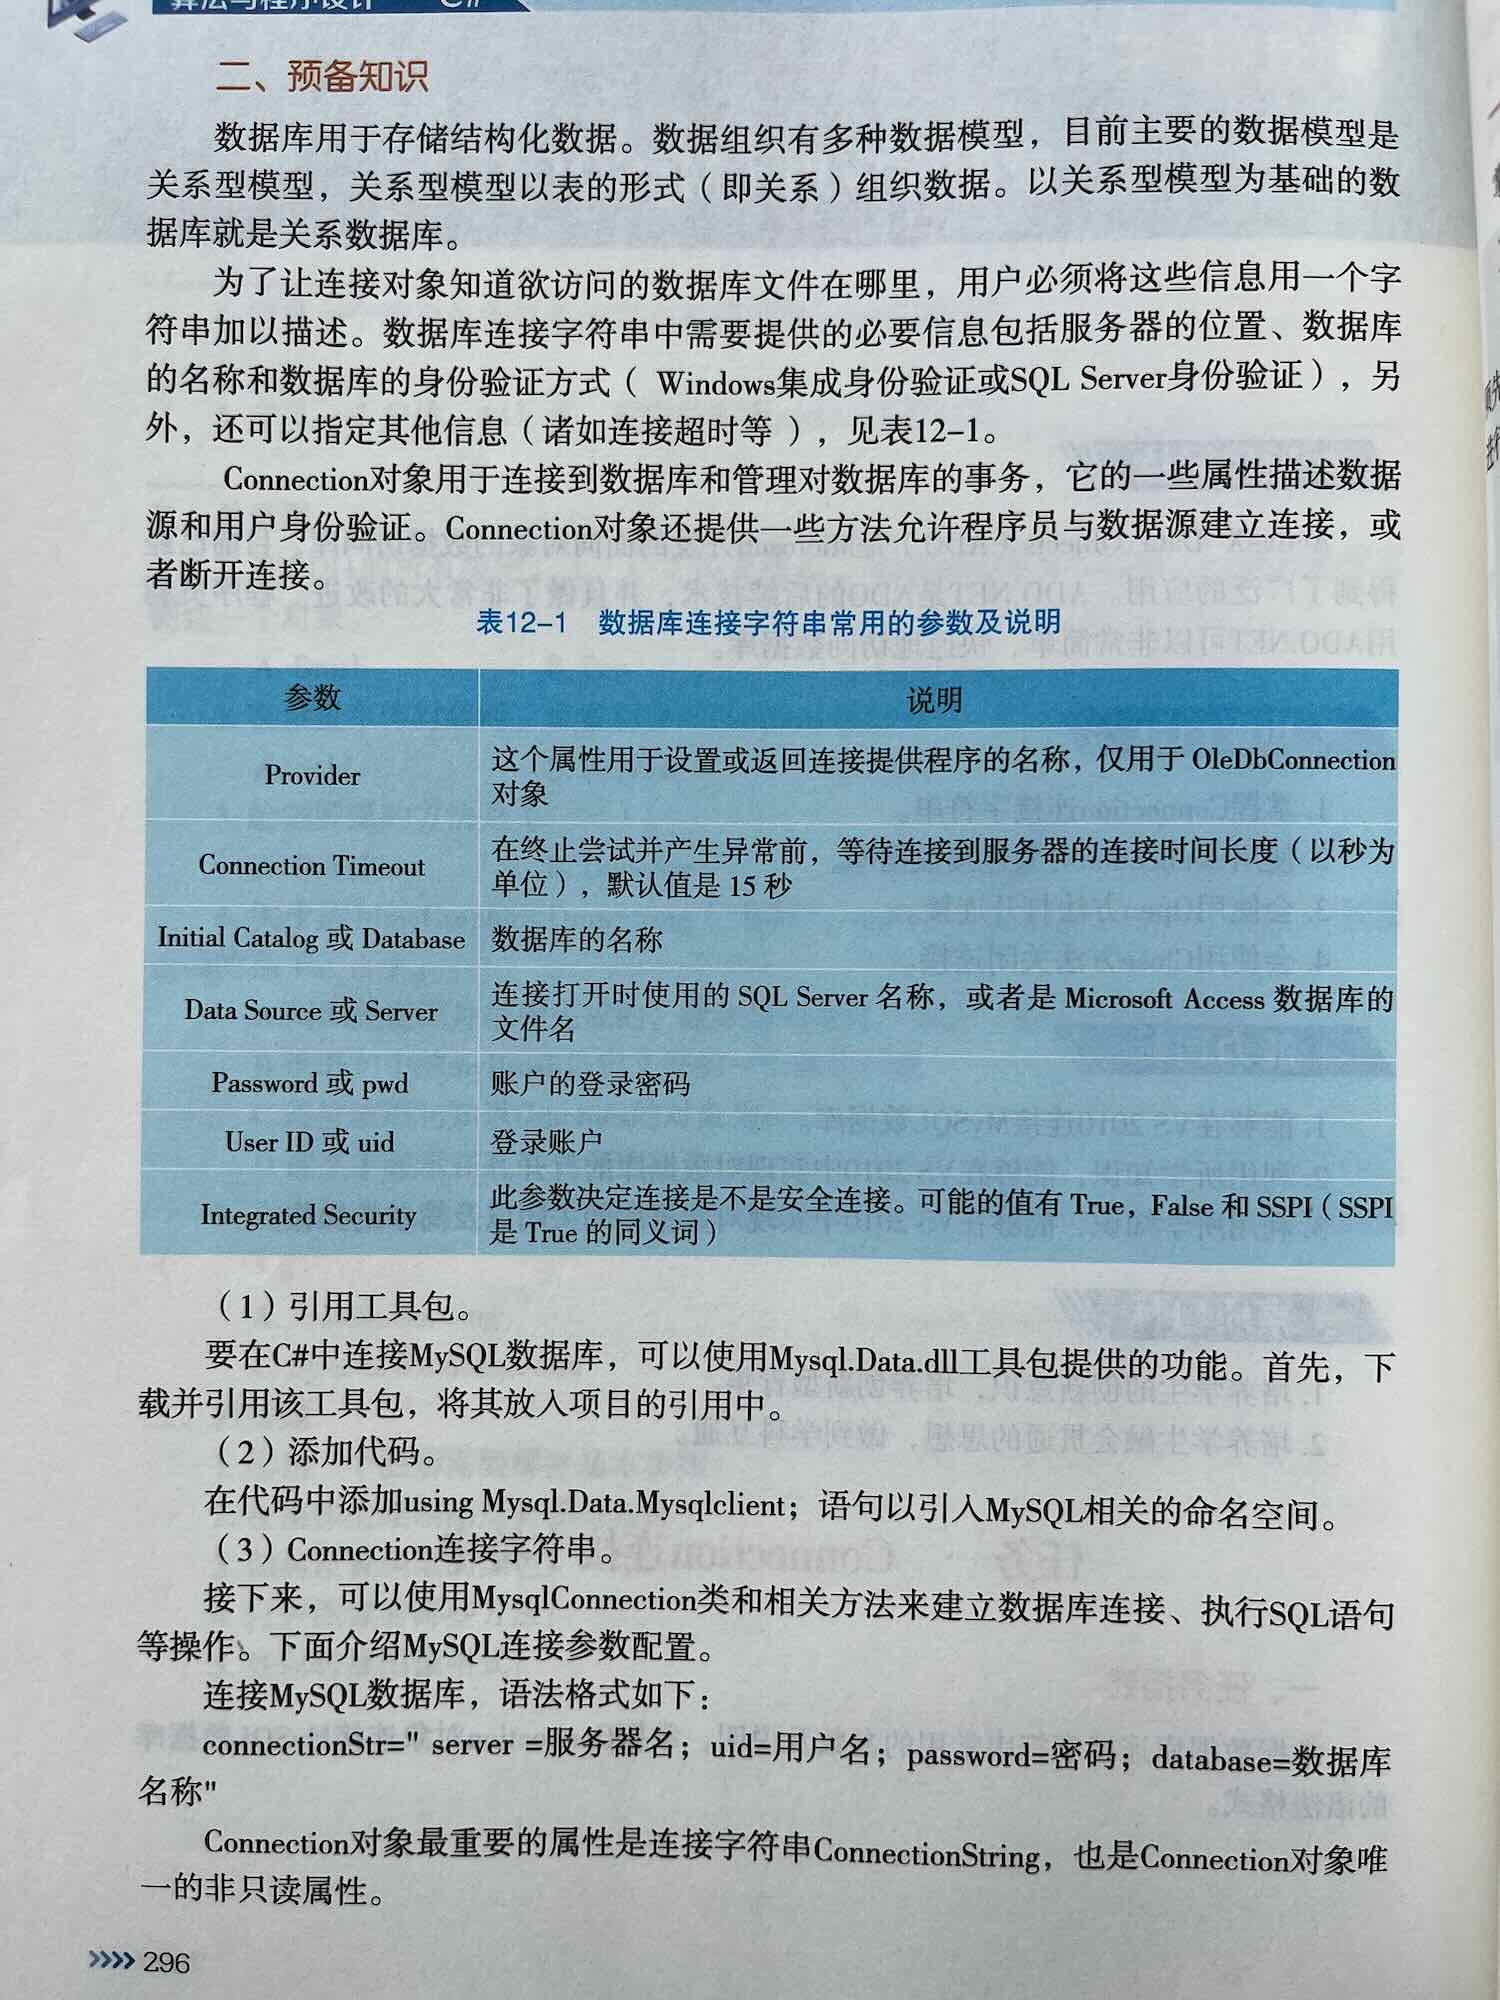 算法与程序设计——C#
二、预备知识
数据库用于存储结构化数据。数据组织有多种数据模型，目前主要的数据模型是
关系型模型，关系型模型以表的形式（即关系）组织数据。以关系型模型为基础的数
据库就是关系数据库。
为了让连接对象知道欲访问的数据库文件在哪里，用户必须将这些信息用一个字
符串加以描述。数据库连接字符串中需要提供的必要信息包括服务器的位置、数据库
的名称和数据库的身份验证方式（ Windows集成身份验证或SQL Server身份验证），另
外，还可以指定其他信息（诸如连接超时等 ），见表12-1。
Connection对象用于连接到数据库和管理对数据库的事务，它的一些属性描述数据
源和用户身份验证。Connection对象还提供一些方法允许程序员与数据源建立连接，或
者断开连接。
表12-1 数据库连接字符串常用的参数及说明
参数 说明
Provider 这个属性用于设置或返回连接提供程序的名称，仅用于 OleDbConnection
对象
Connection Timeout 在终止尝试并产生异常前，等待连接到服务器的连接时间长度（以秒为
单位），默认值是 15 秒
Initial Catalog 或 Database 数据库的名称
Data Source 或 Server 连接打开时使用的 SQL Server 名称，或者是 Microsoft Access 数据库的
文件名
Password 或 pwd 账户的登录密码
User ID 或 uid 登录账户
Integrated Security 此参数决定连接是不是安全连接。可能的值有 True，False 和 SSPI（SSPI
是 True 的同义词）
（1）引用工具包。
要在C#中连接MySQL数据库，可以使用Mysql.Data.dll工具包提供的功能。首先，下
载并引用该工具包，将其放入项目的引用中。
（2）添加代码。
在代码中添加using Mysql.Data.Mysqlclient；语句以引入MySQL相关的命名空间。
（3）Connection连接字符串。
接下来，可以使用MysqlConnection类和相关方法来建立数据库连接、执行SQL语句
等操作。下面介绍MySQL连接参数配置。
连接MySQL数据库，语法格式如下：
connectionStr=" server =服务器名；uid=用户名；password=密码；database=数据库
名称"
Connection对象最重要的属性是连接字符串ConnectionString，也是Connection对象唯
一的非只读属性。
296